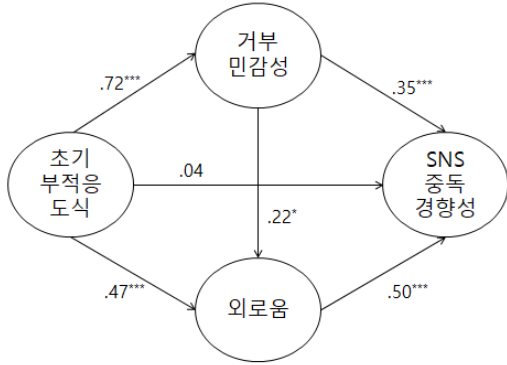 거부
민감성
.72***
.35***
초기
부적응
도식
.04
SNS
중독
경향성
.22*
.47***
외로움
.50***